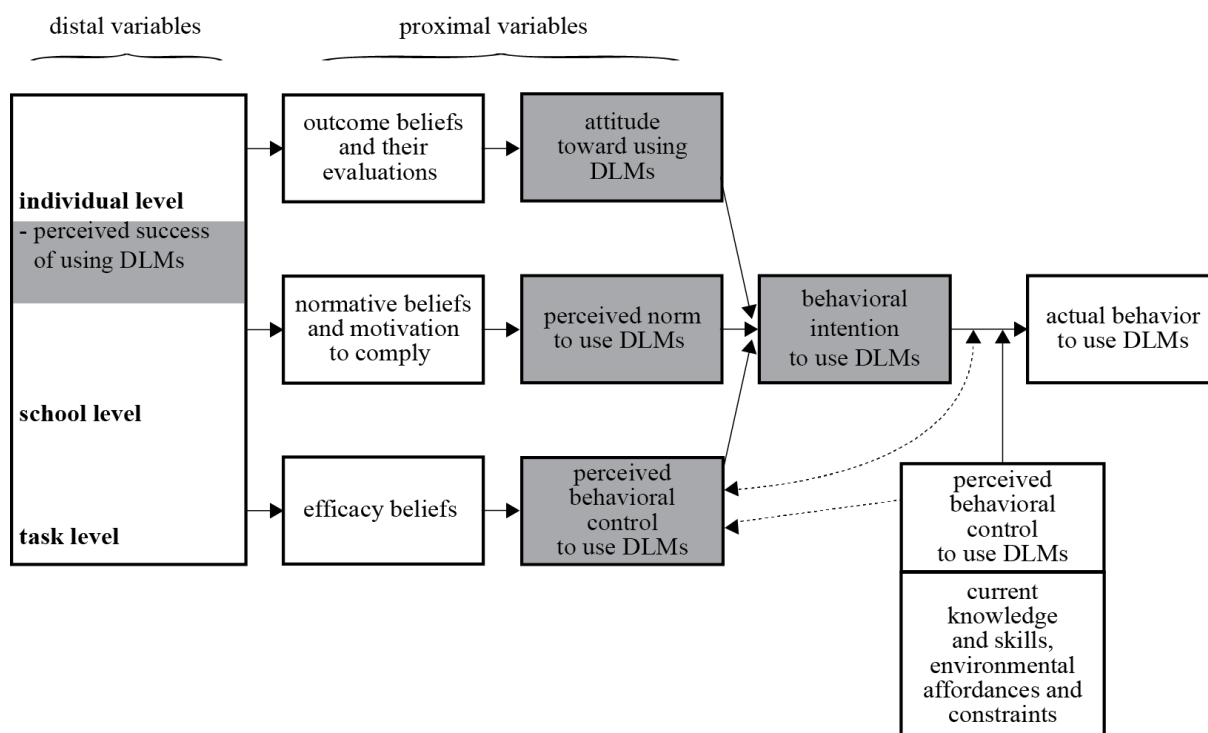 distal variables
proximal variables
individual level
- perceived success
of using DLMs
school level
task level
outcome beliefs
and their
evaluations
attitude
toward using
DLMs
normative beliefs
and motivation
to comply
perceived norm
to use DLMs
behavioral
intention
to use DLMs
actual behavior
to use DLMs
efficacy beliefs
perceived
behavioral
control
to use DLMs
perceived
behavioral
control
to use DLMs
current
knowledge
and skills,
environmental
affordances and
constraints